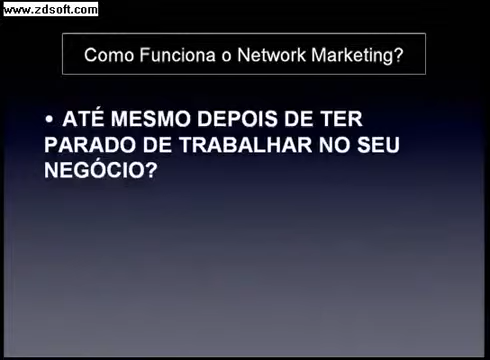 www.zdsoft.com
Como Funciona o Network Marketing?
• ATÉ MESMO DEPOIS DE TER
PARADO DE TRABALHAR NO SEU
NEGÓCIO?